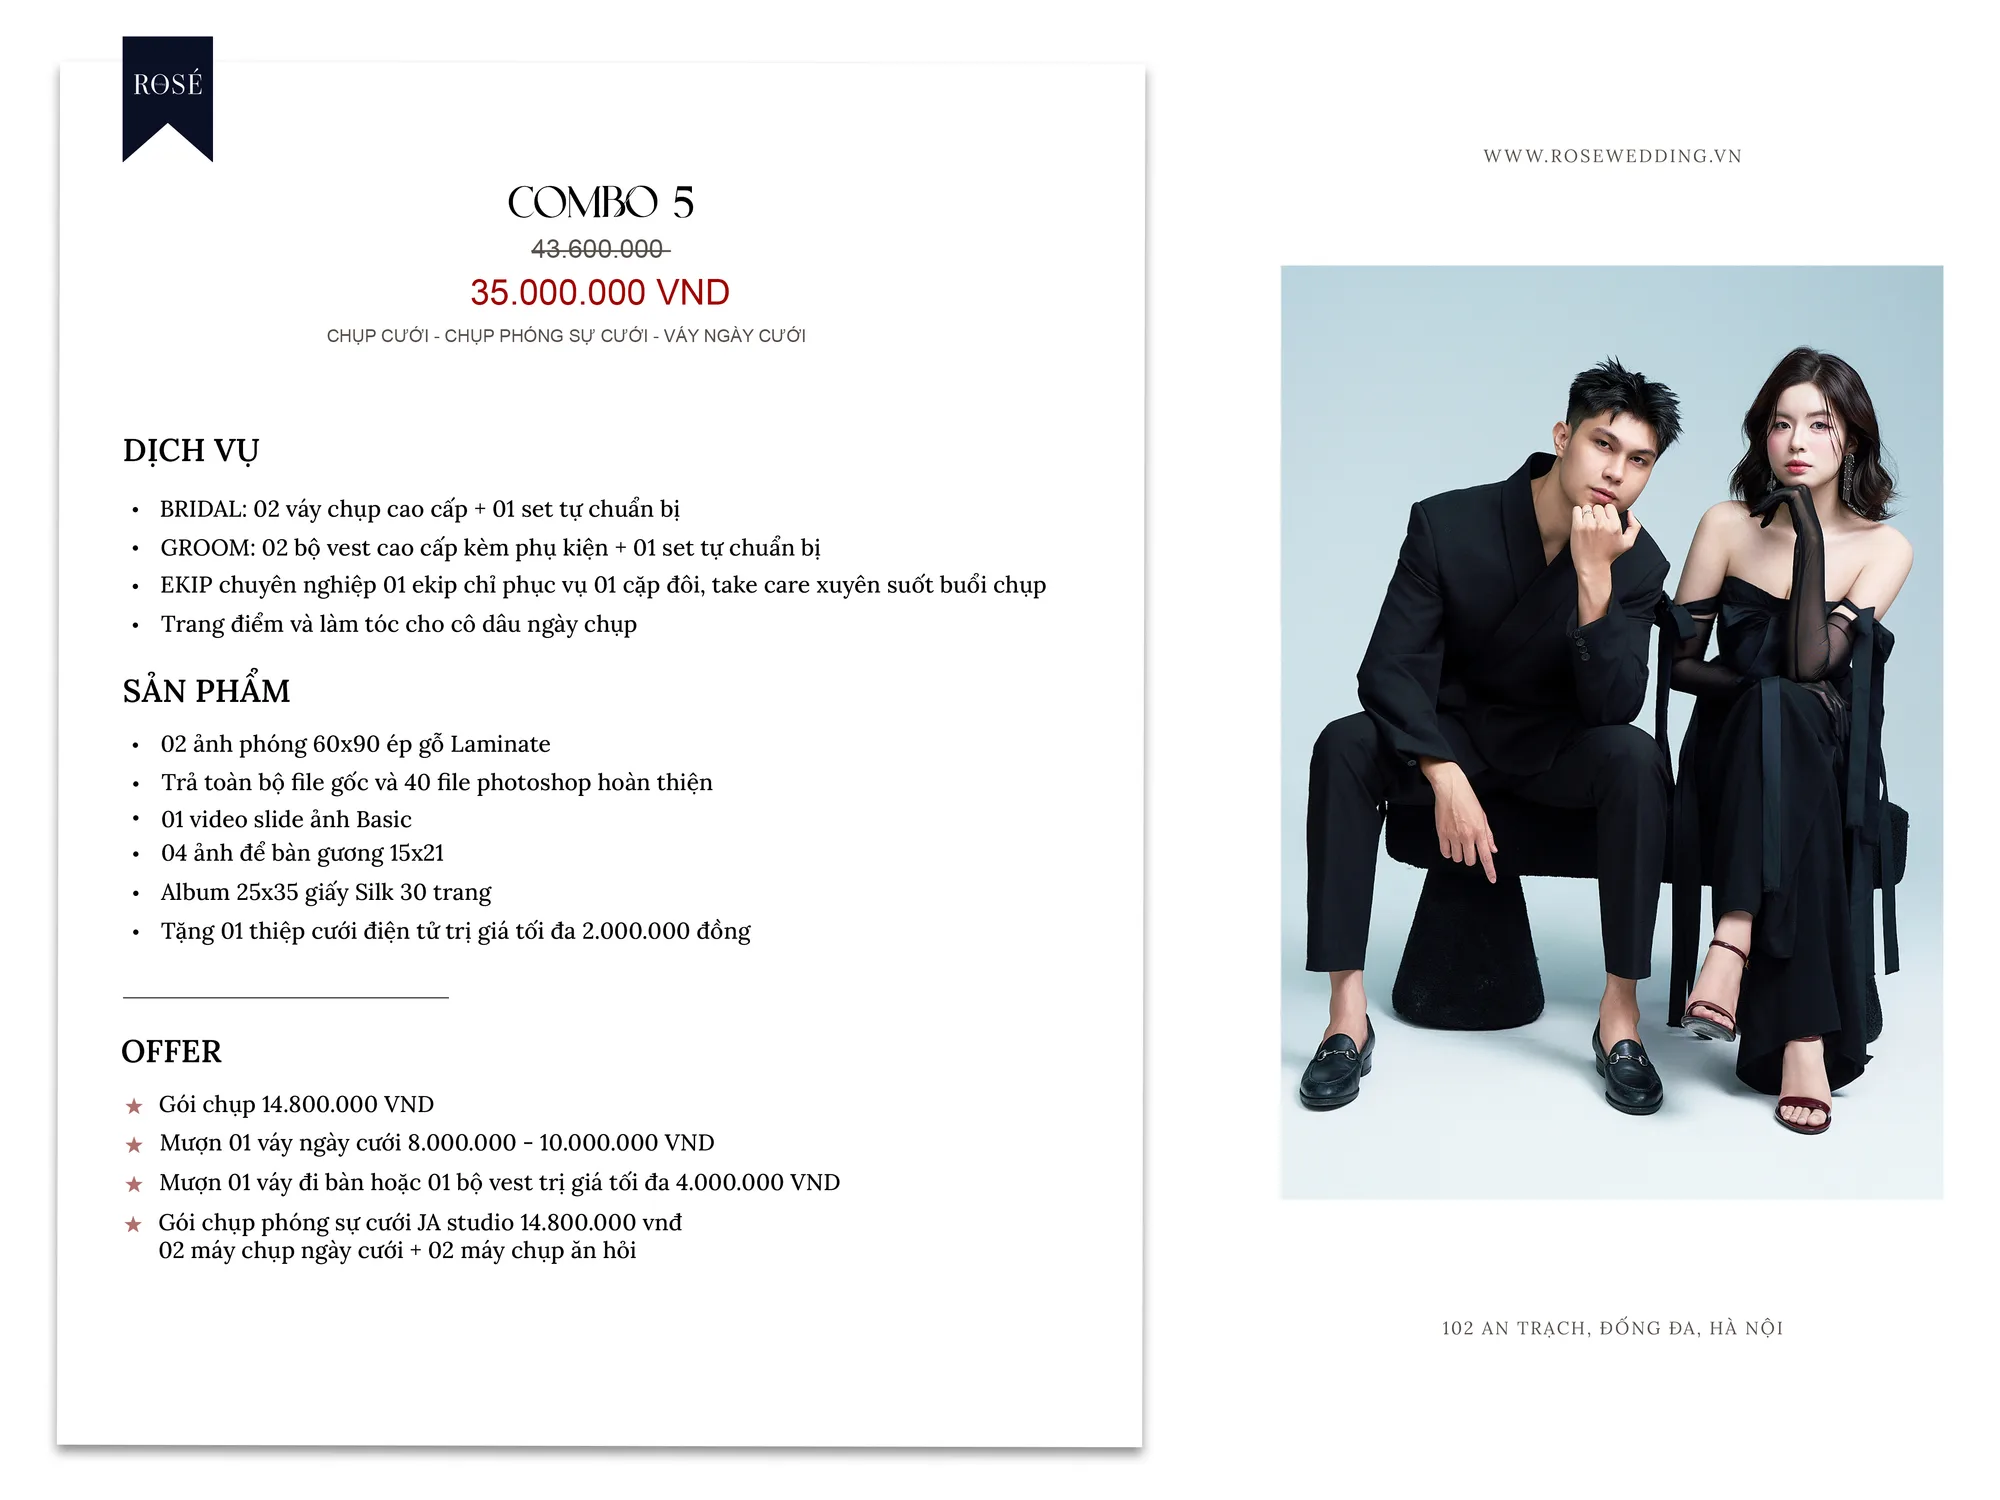 ROSÉ
COMBO 5
43.600.000
35.000.000 VND
CHỤP CƯỚI - CHỤP PHÓNG SỰ CƯỚI - VÁY NGÀY CƯỚI
DỊCH VỤ
• BRIDAL: 02 váy chụp cao cấp + 01 set tự chuẩn bị
• GROOM: 02 bộ vest cao cấp kèm phụ kiện + 01 set tự chuẩn bị
• EKIP chuyên nghiệp 01 ekip chỉ phục vụ 01 cặp đôi, take care xuyên suốt buổi chụp
• Trang điểm và làm tóc cho cô dâu ngày chụp
SẢN PHẨM
• 02 ảnh phóng 60x90 ép gỗ Laminate
• Trả toàn bộ file gốc và 40 file photoshop hoàn thiện
• 01 video slide ảnh Basic
• 04 ảnh để bàn gương 15x21
• Album 25x35 giấy Silk 30 trang
• Tặng 01 thiệp cưới điện tử trị giá tối đa 2.000.000 đồng
OFFER
★ Gói chụp 14.800.000 VND
★ Mượn 01 váy ngày cưới 8.000.000 - 10.000.000 VND
★ Mượn 01 váy đi bàn hoặc 01 bộ vest trị giá tối đa 4.000.000 VND
★ Gói chụp phóng sự cưới JA studio 14.800.000 vnđ
02 máy chụp ngày cưới + 02 máy chụp ăn hỏi
WWW.ROSEWEDDING.VN
102 AN TRẠCH, ĐỐNG ĐA, HÀ NỘI